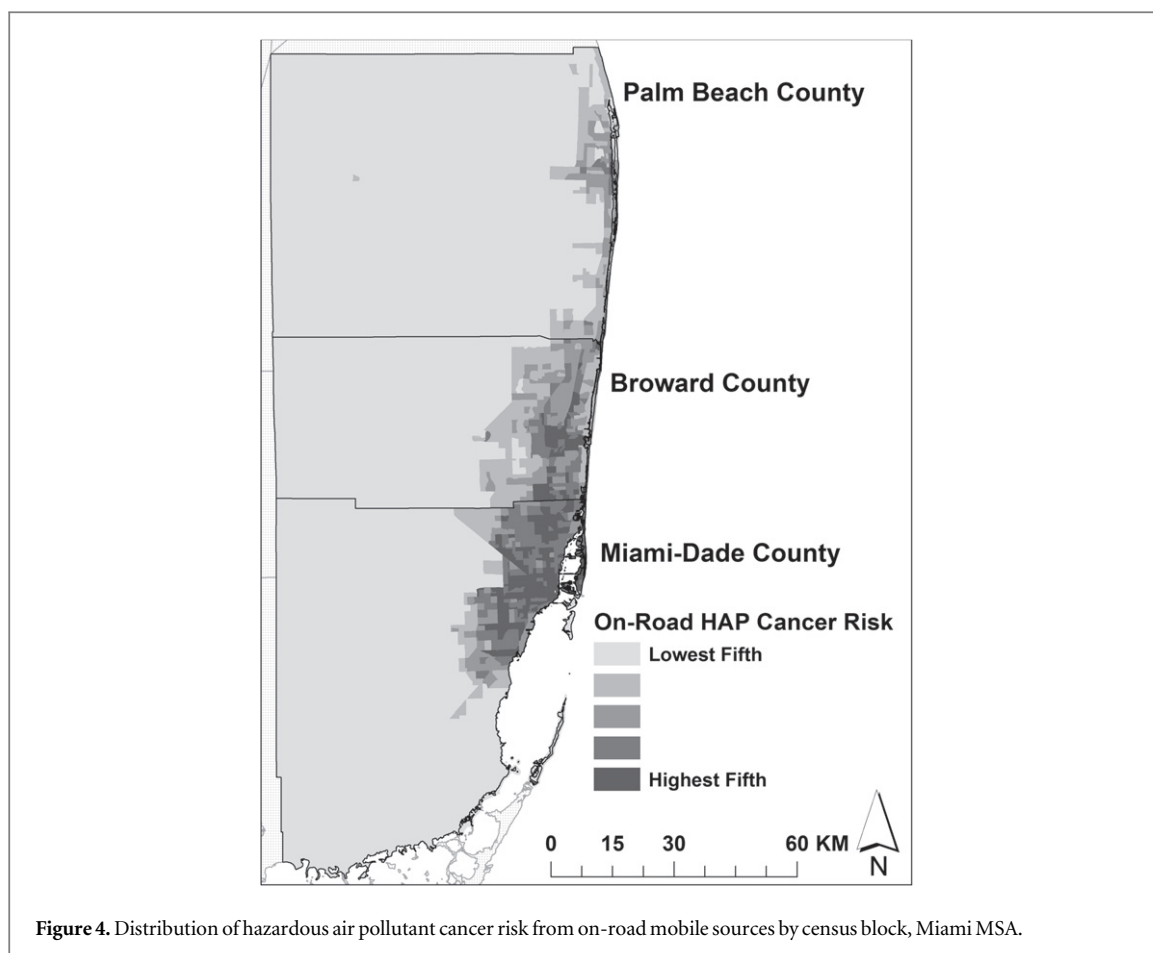 Palm Beach County
Broward County
Miami-Dade County
On-Road HAP Cancer Risk
Lowest Fifth
Highest Fifth
0 15 30 60 KM
N
Figure 4. Distribution of hazardous air pollutant cancer risk from on-road mobile sources by census block, Miami MSA.